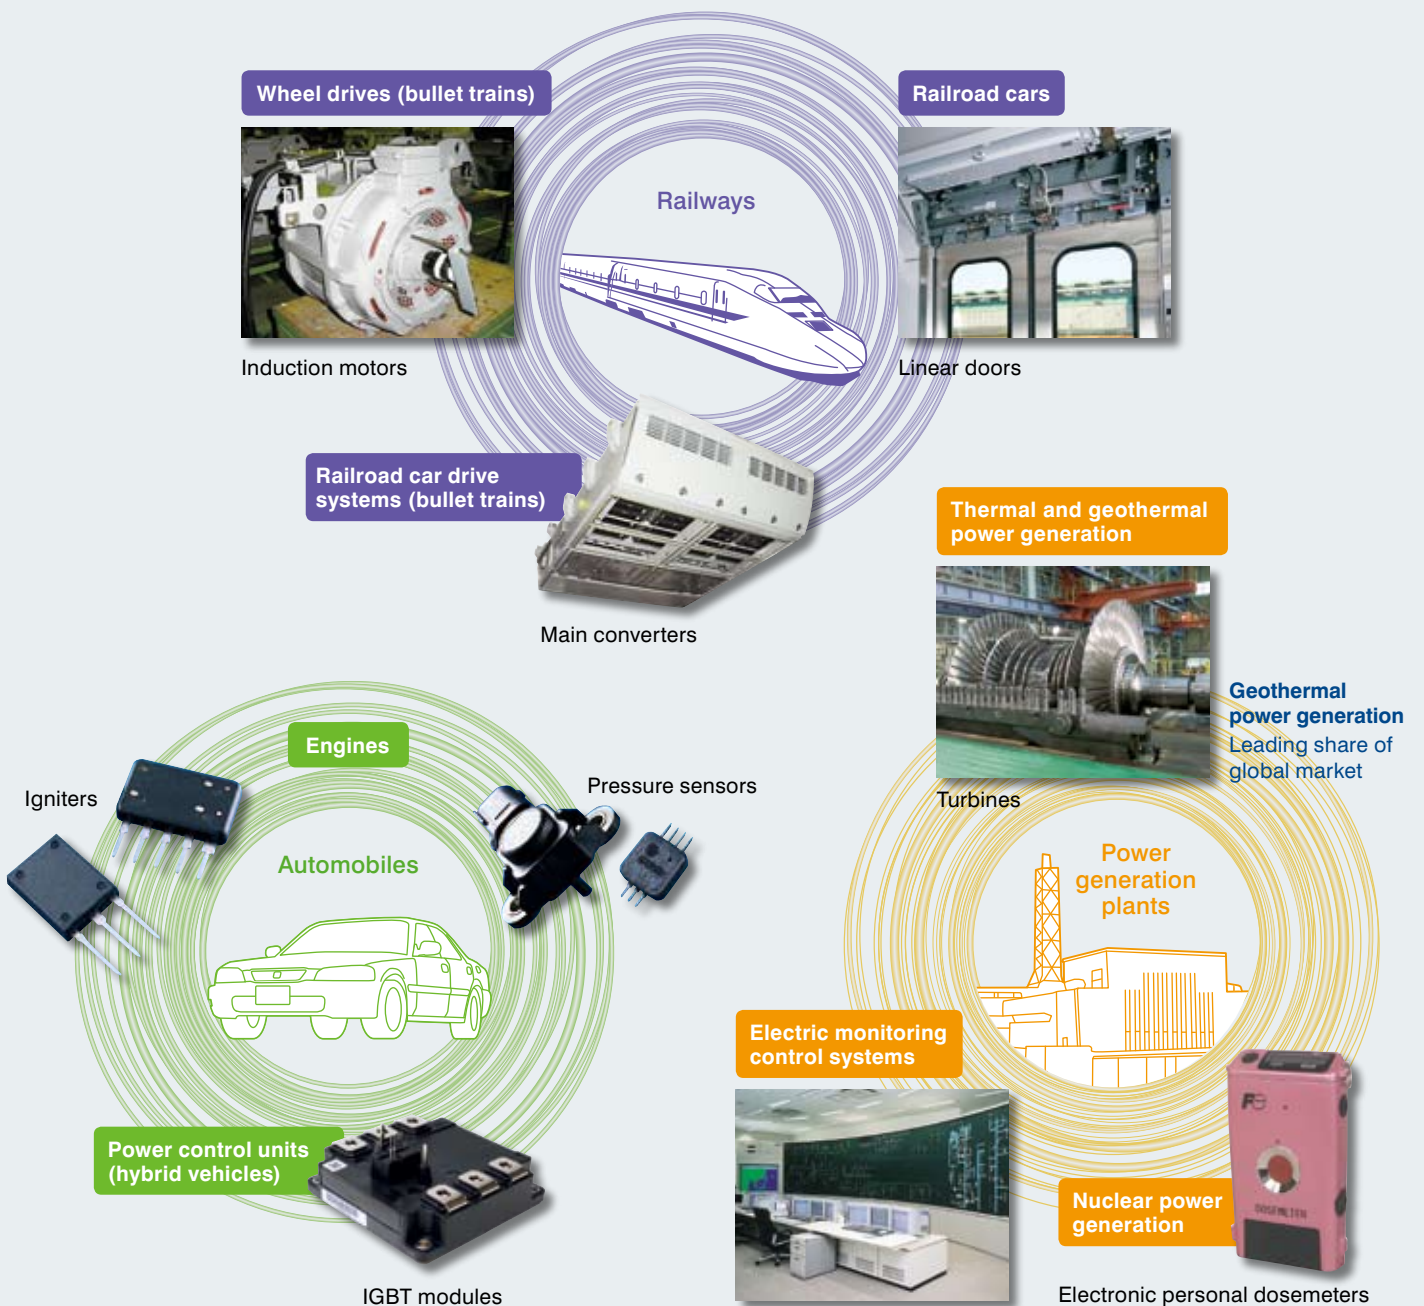 Wheel drives (bullet trains)
Induction motors
Railways
Railroad cars
Linear doors
Railroad car drive
systems (bullet trains)
Main converters
Thermal and geothermal
power generation
Turbines
Geothermal
power generation
Leading share of
global market
Engines
Igniters
Pressure sensors
Automobiles
Power control units
(hybrid vehicles)
IGBT modules
Power
generation
plants
Electric monitoring
control systems
Nuclear power
generation
Electronic personal dosemeters